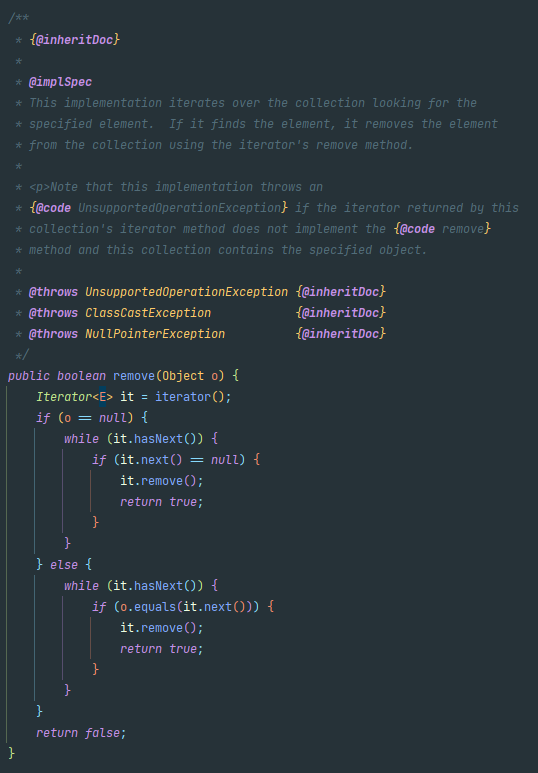 /**
 * {@inheritDoc}
 *
 * @implSpec
 * This implementation iterates over the collection looking for the
 * specified element.  If it finds the element, it removes the element
 * from the collection using the iterator's remove method.
 *
 * <p>Note that this implementation throws an
 * {@code UnsupportedOperationException} if the iterator returned by this
 * collection's iterator method does not implement the {@code remove}
 * method and this collection contains the specified object.
 *
 * @throws UnsupportedOperationException {@inheritDoc}
 * @throws ClassCastException            {@inheritDoc}
 * @throws NullPointerException          {@inheritDoc}
 */
public boolean remove(Object o) {
    Iterator<E> it = iterator();
    if (o == null) {
        while (it.hasNext()) {
            if (it.next() == null) {
                it.remove();
                return true;
            }
        }
    } else {
        while (it.hasNext()) {
            if (o.equals(it.next())) {
                it.remove();
                return true;
            }
        }
    }
    return false;
}